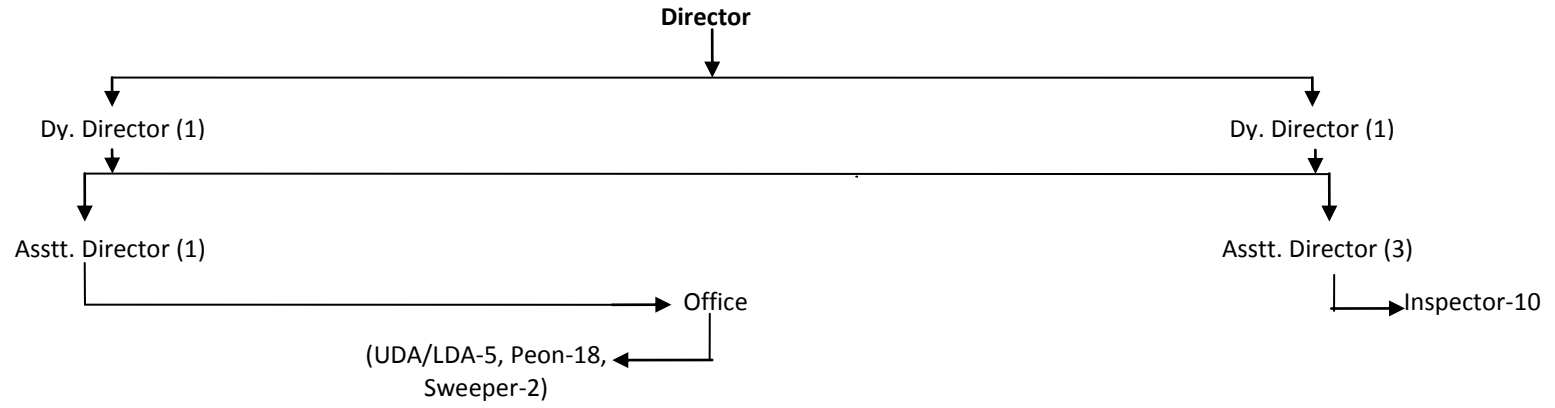 Director
Dy. Director (1)
Dy. Director (1)
Asstt. Director (1)
Asstt. Director (3)
Office
Inspector-10
(UDA/LDA-5, Peon-18,
Sweeper-2)